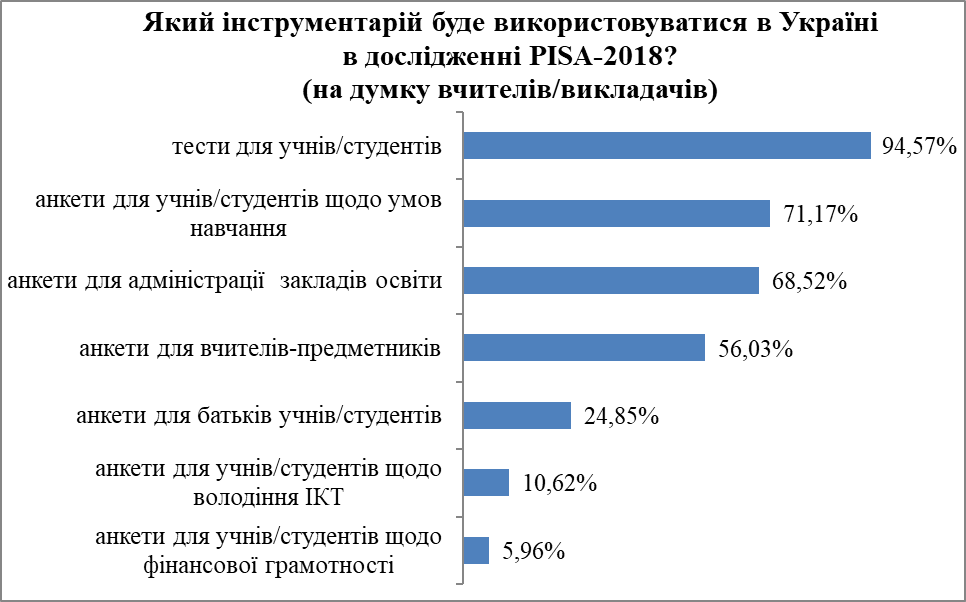 Який інструментарій буде використовуватися в Україні
в дослідженні PISA-2018?
(на думку вчителів/викладачів)
тести для учнів/студентів
94,57%
анкети для учнів/студентів щодо умов
навчання
71,17%
анкети для адміністрації закладів освіти
68,52%
анкети для вчителів-предметників
56,03%
анкети для батьків учнів/студентів
24,85%
анкети для учнів/студентів щодо
володіння ІКТ
10,62%
анкети для учнів/студентів щодо
фінансової грамотності
5,96%